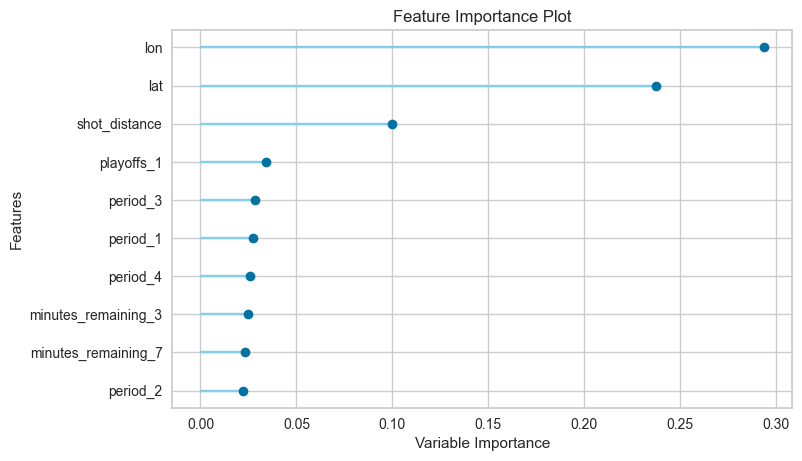 Feature Importance Plot
lon
lat
shot_distance
playoffs_1
period_3
period_1
period_4
minutes_remaining_3
minutes_remaining_7
period_2
Features
0.00 0.05 0.10 0.15 0.20 0.25 0.30
Variable Importance